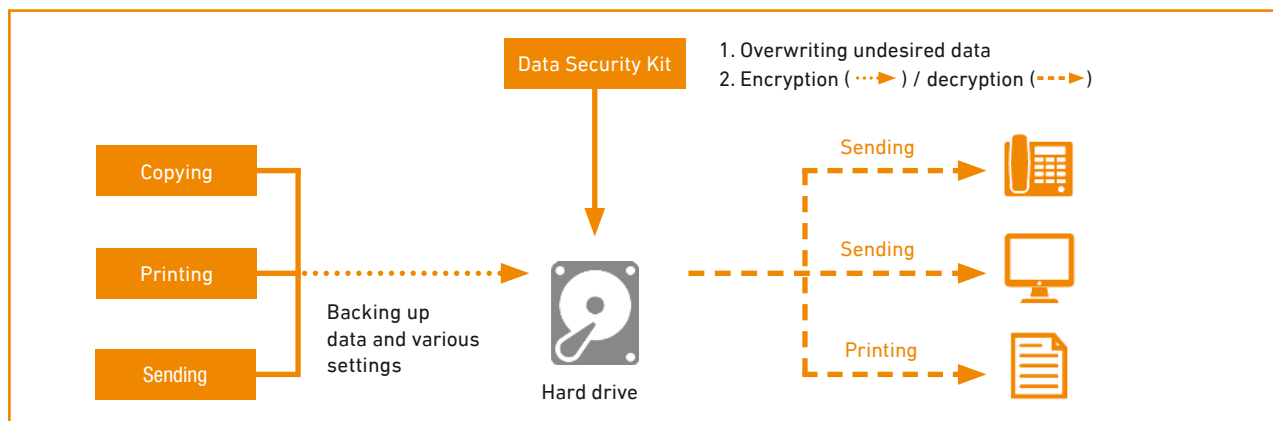 Data Security Kit
1. Overwriting undesired data
2. Encryption ( ) / decryption ( )
Copying
Printing
Sending
Backing up
data and various
settings
Hard drive
Sending
Sending
Printing